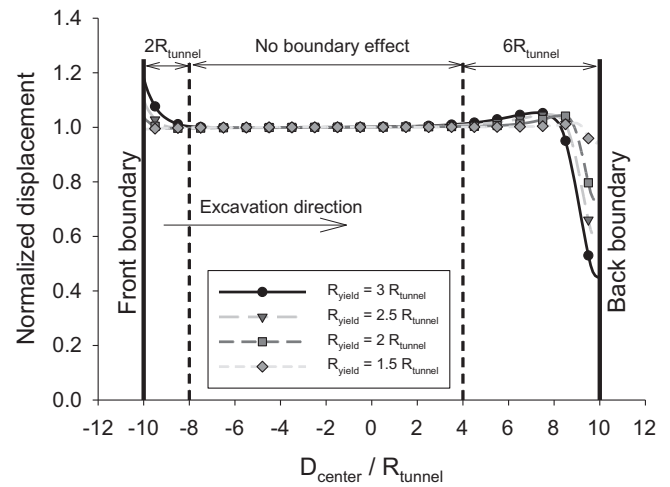 2R_tunnel No boundary effect 6R_tunnel
1.4
1.2
1.0
0.8
0.6
0.4
0.2
0.0
Normalized displacement
Front boundary
Excavation direction
Back boundary
R_yield = 3 R_tunnel
R_yield = 2.5 R_tunnel
R_yield = 2 R_tunnel
R_yield = 1.5 R_tunnel
-12 -10 -8 -6 -4 -2 0 2 4 6 8 10 12
D_center / R_tunnel